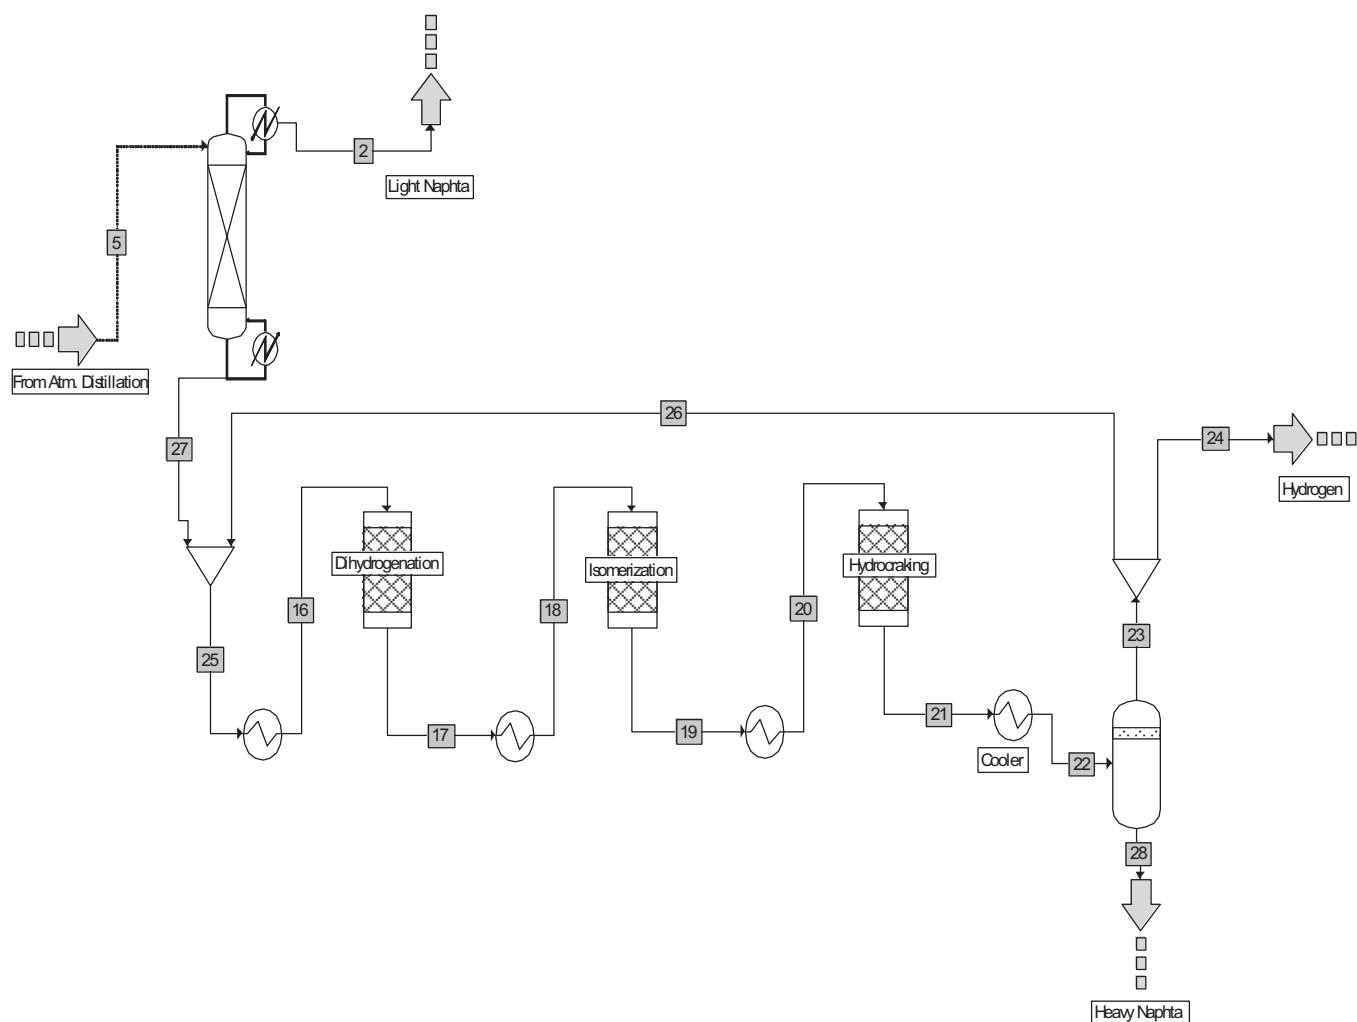 2
Light Naphta
5
From Atm. Distillation
26
24
27
Hydrogen
Dihydrogenation
Isomerization
Hydrocraking
16
18
20
23
25
21
17
19
Cooler
22
28
Heavy Naphta